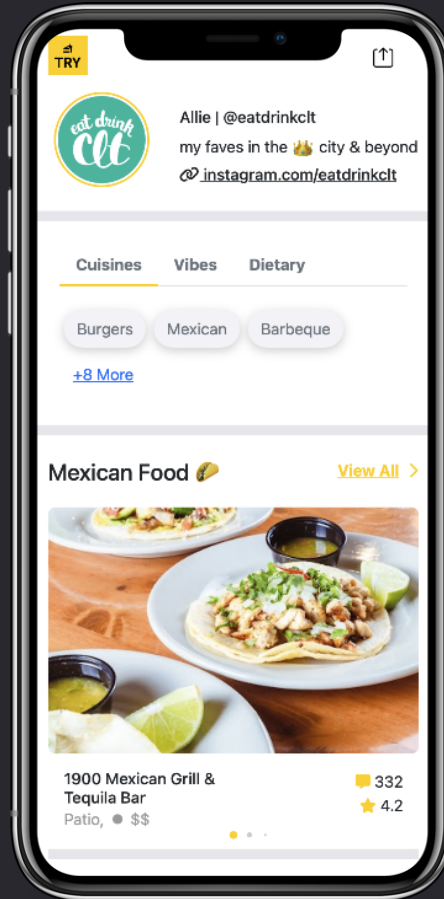 TRY
eat drink
clt
Allie | @eatdrinkclt
my faves in the 👑 city & beyond
instagram.com/eatdrinkclt
Cuisines Vibes Dietary
Burgers Mexican Barbeque
+8 More
Mexican Food 🌮 View All >
1900 Mexican Grill & 332
Tequila Bar 4.2
Patio, ● $$